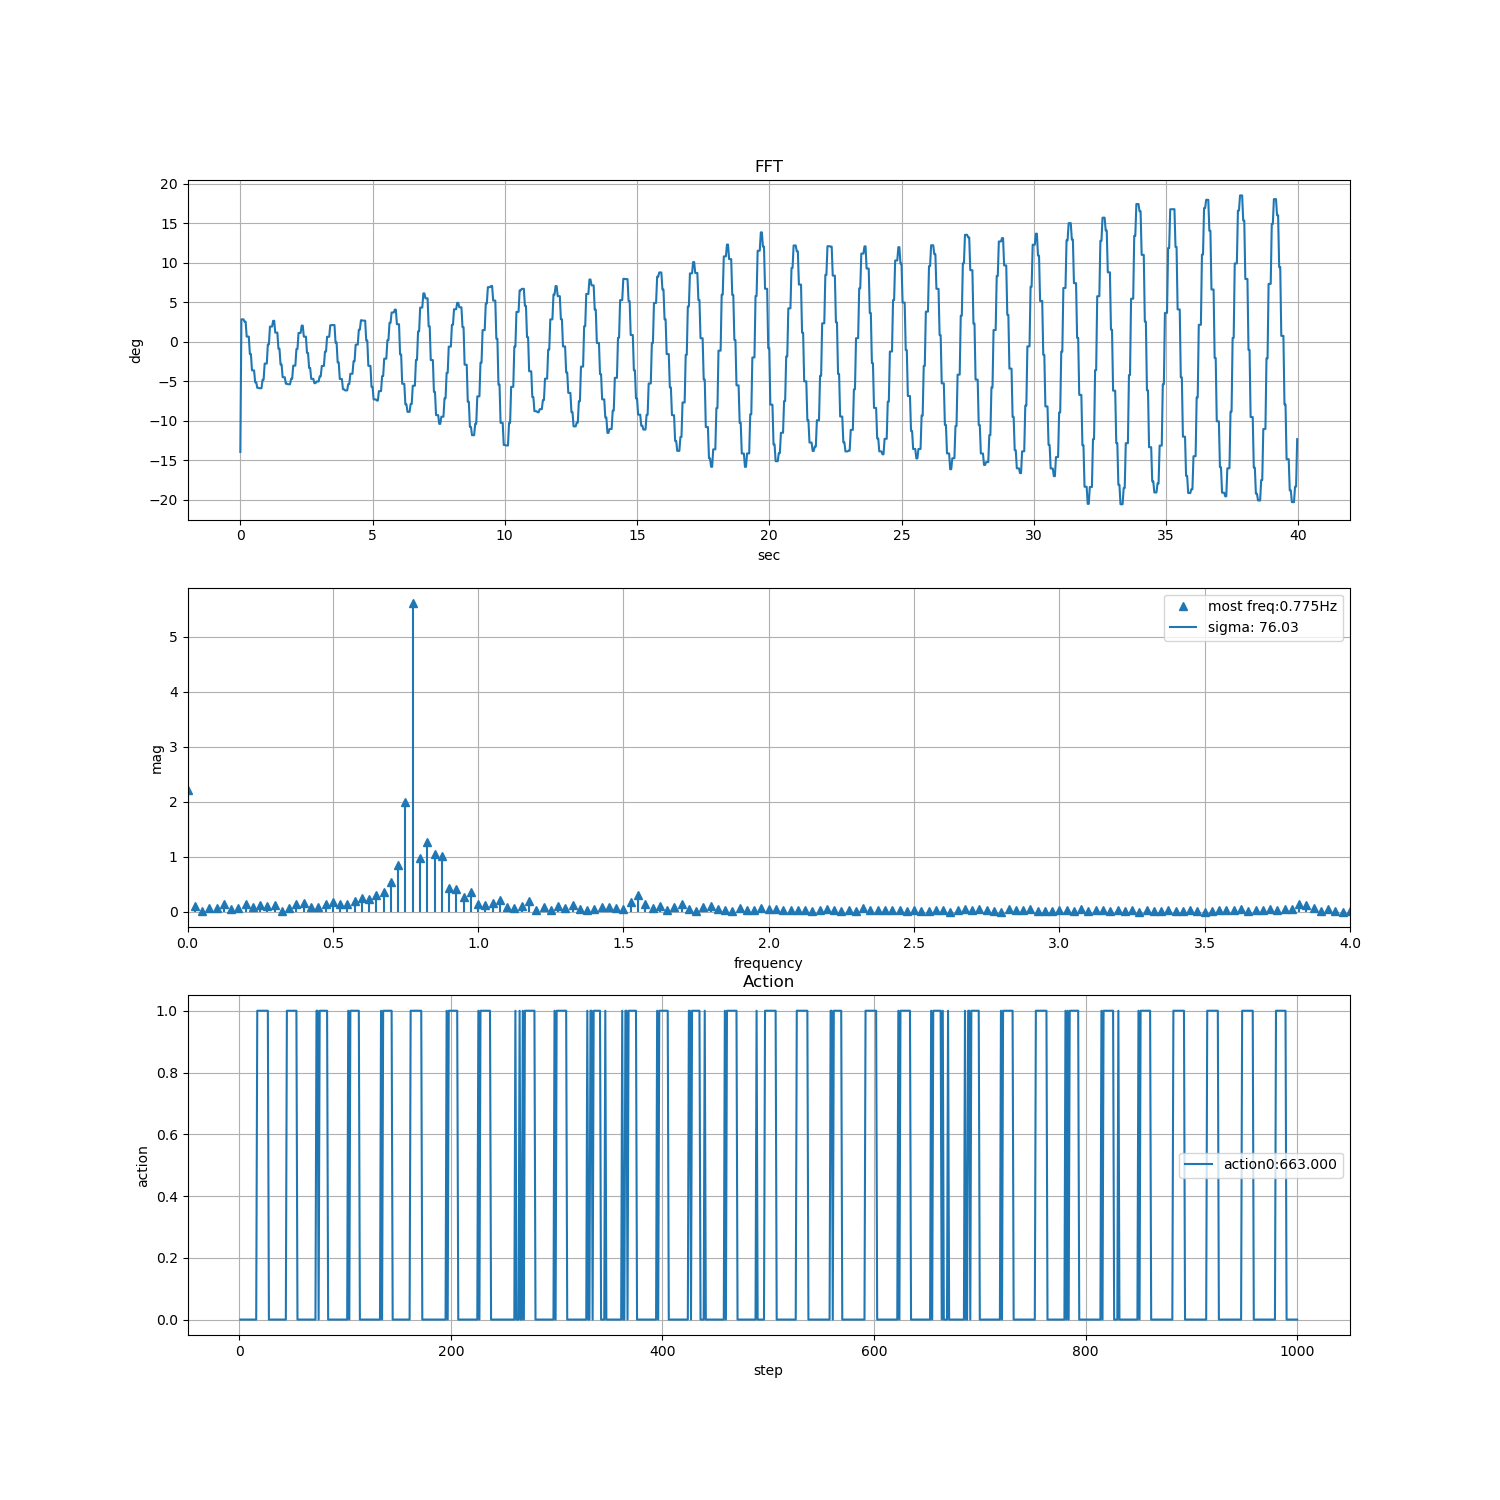 FFT
20
15
10
5
0
−5
−10
−15
−20
deg
0 5 10 15 20 25 30 35 40
sec
most freq:0.775Hz
sigma: 76.03
5
4
3
2
1
0
mag
0.0 0.5 1.0 1.5 2.0 2.5 3.0 3.5 4.0
frequency
Action
1.0
0.8
0.6
0.4
0.2
0.0
action
action0:663.000
0 200 400 600 800 1000
step